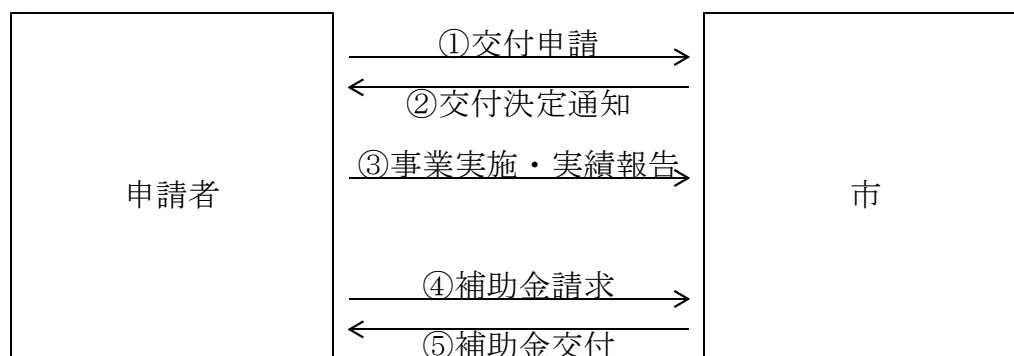 ①交付申請
②交付決定通知
③事業実施・実績報告
申請者
市
④補助金請求
⑤補助金交付